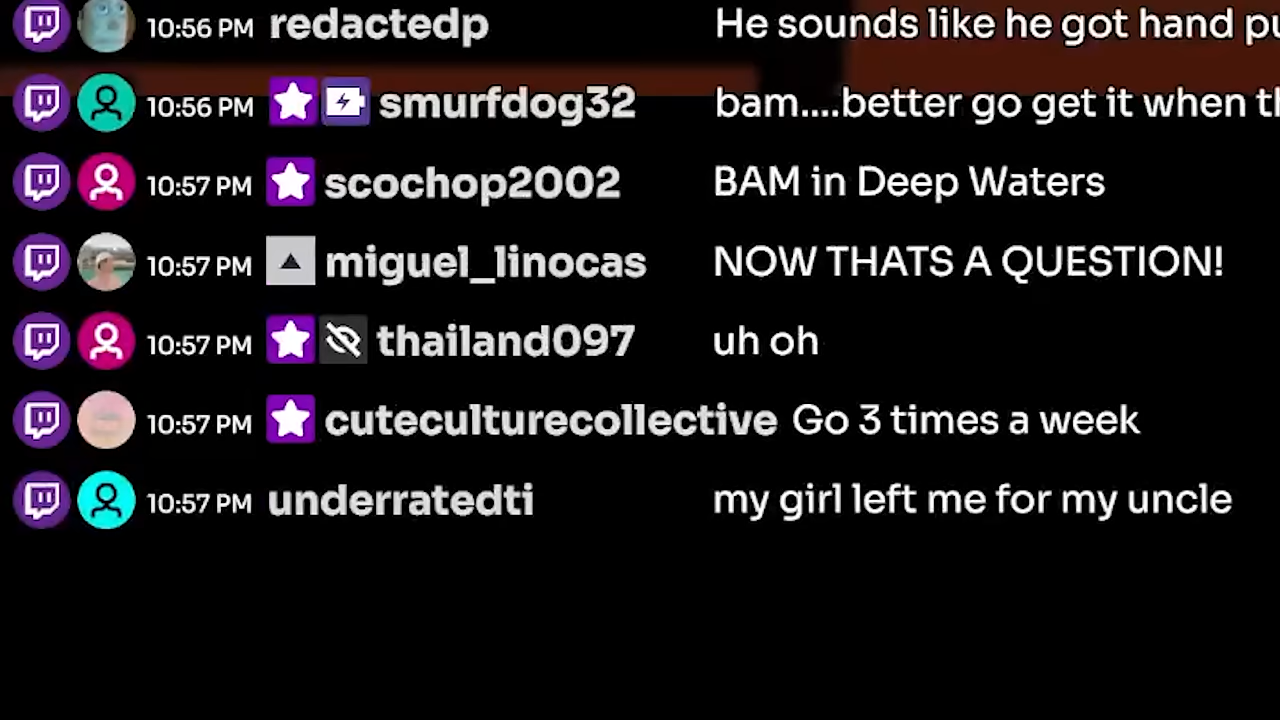 10:56 PM redactedp He sounds like he got hand
10:56 PM smurfdog32 bam....better go get it when
10:57 PM scochop2002 BAM in Deep Waters
10:57 PM miguel_linocas NOW THATS A QUESTION!
10:57 PM thailand097 uh oh
10:57 PM cuteculturecollective Go 3 times a week
10:57 PM underratedti my girl left me for my uncle